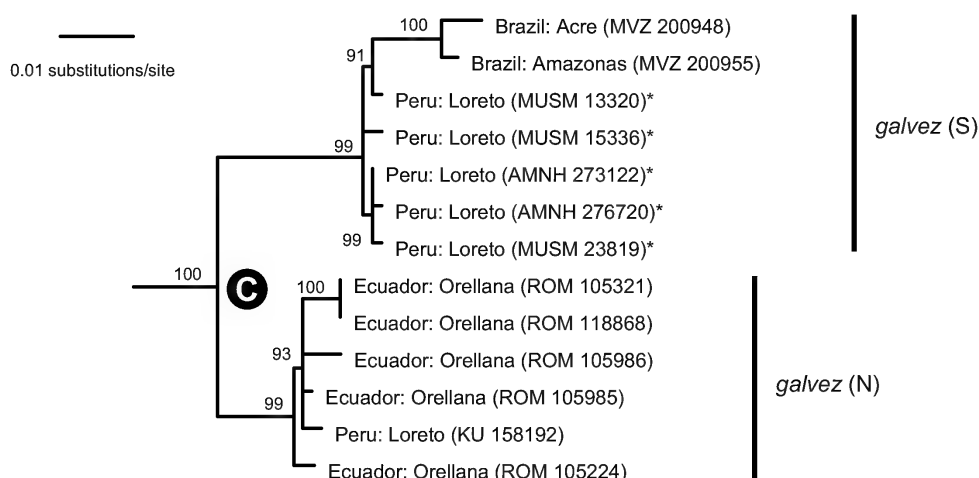 100
Brazil: Acre (MVZ 200948)
91
Brazil: Amazonas (MVZ 200955)
0.01 substitutions/site
Peru: Loreto (MUSM 13320)*
galvez (S)
Peru: Loreto (MUSM 15336)*
99
Peru: Loreto (AMNH 273122)*
Peru: Loreto (AMNH 276720)*
99
Peru: Loreto (MUSM 23819)*
100
C
100
Ecuador: Orellana (ROM 105321)
Ecuador: Orellana (ROM 118868)
93
Ecuador: Orellana (ROM 105986)
galvez (N)
99
Ecuador: Orellana (ROM 105985)
Peru: Loreto (KU 158192)
Ecuador: Orellana (ROM 105224)